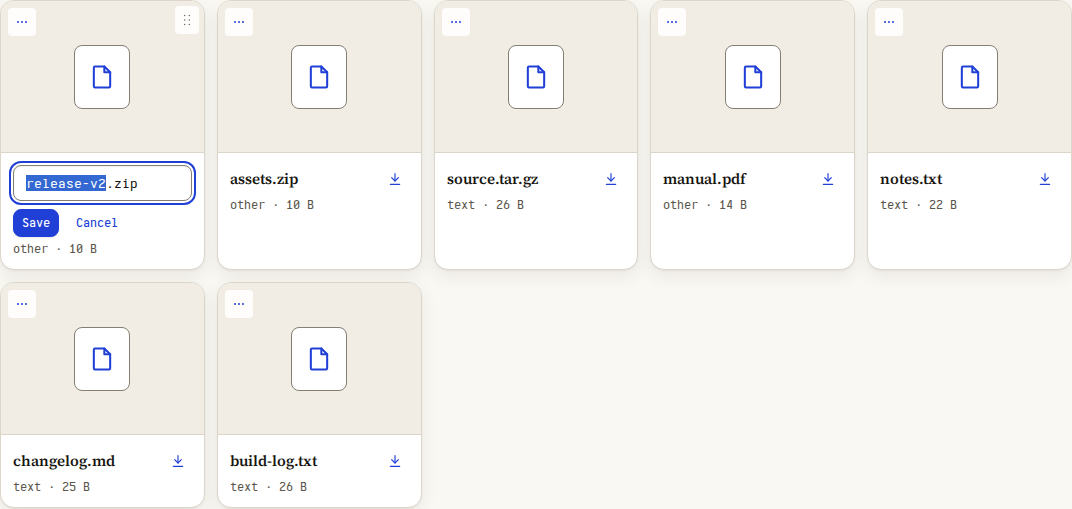 release-v2.zip
Save Cancel
other · 10 B
assets.zip
other · 10 B
source.tar.gz
text · 26 B
manual.pdf
other · 14 B
notes.txt
text · 22 B
changelog.md
text · 25 B
build-log.txt
text · 26 B